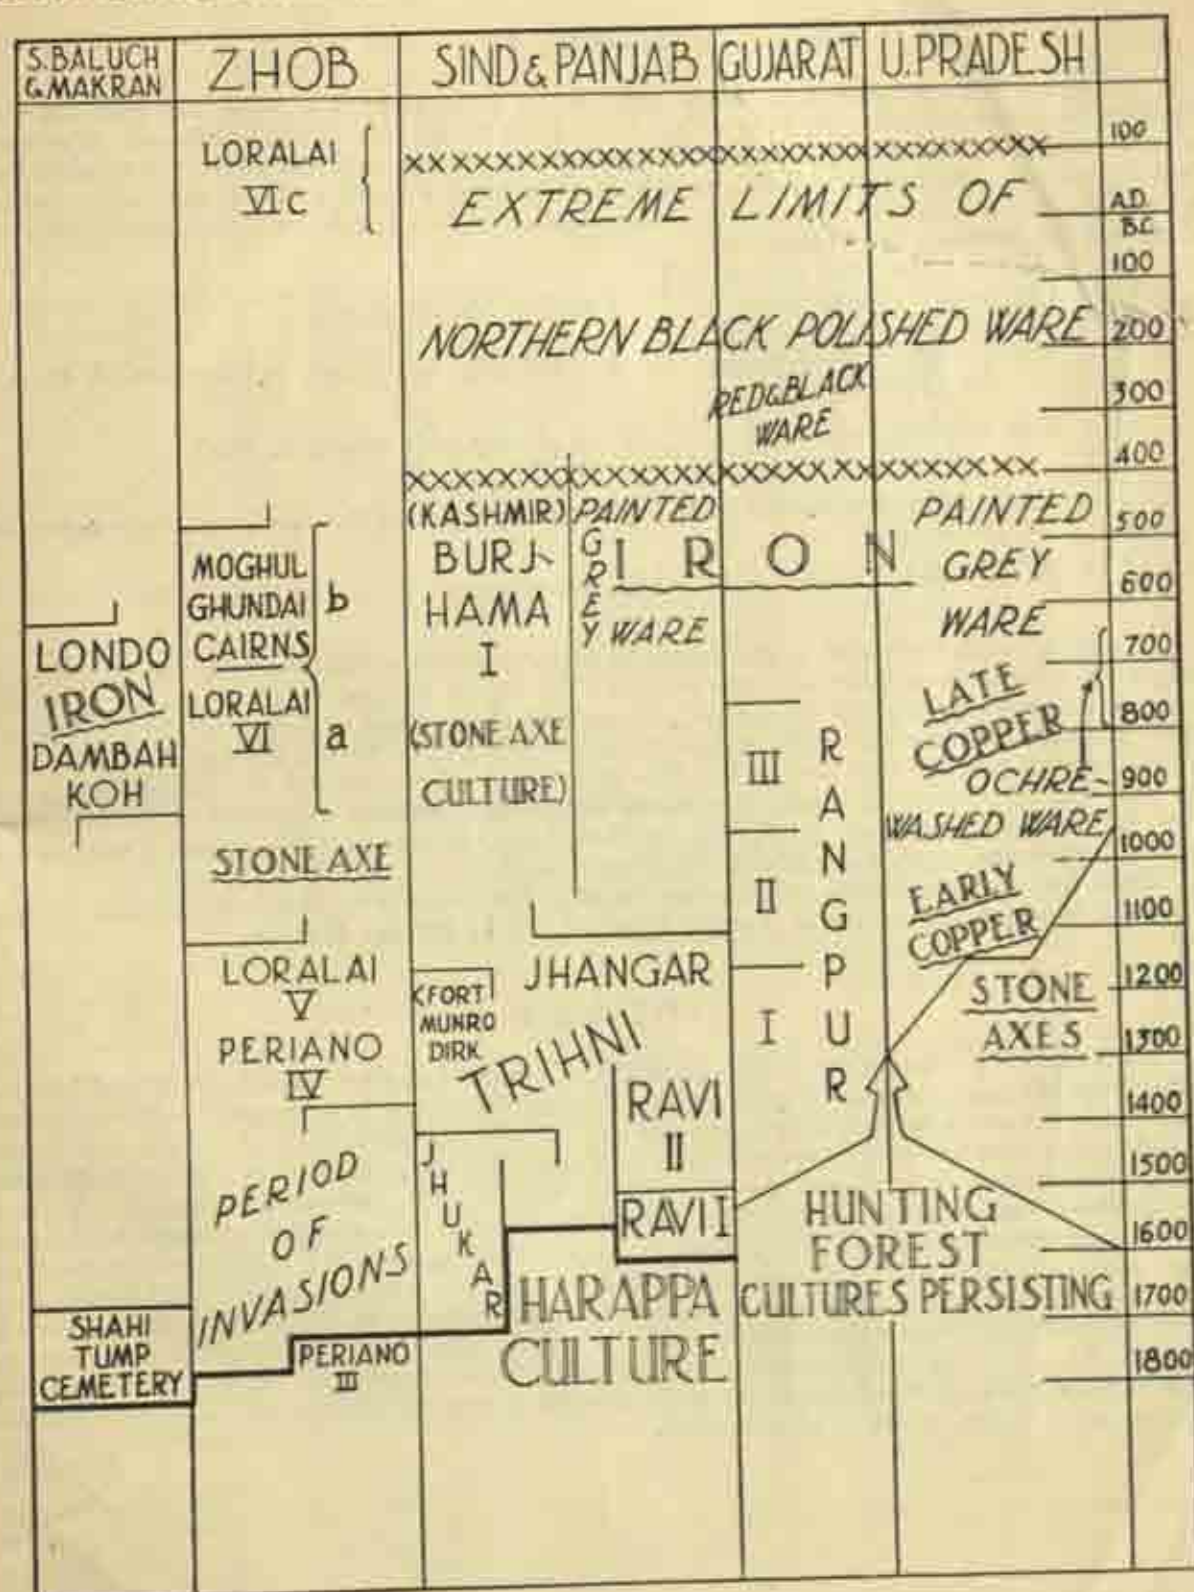 S. BALUCH
& MAKRAN
ZHOB
SIND & PANJAB
GUJARAT
U. PRADESH
100
A.D.
B.C
100
200
300
400
500
600
700
800
900
1000
1100
1200
1300
1400
1500
1600
1700
1800
LONDO
IRON
DAMBAH
KOH
SHAHI
TUMP
CEMETERY
LORALAI
VI C
MOGHUL
GHUNDAI
CAIRNS
b
LORALAI
VI
a
STONE AXE
LORALAI
V
PERIANO
IV
PERIOD
OF
INVASIONS
PERIANO
III
XXXXXXXXXXXXXXXXXXXXXXXXXXXX
EXTREME LIMITS OF
NORTHERN BLACK POLISHED WARE
RED & BLACK
WARE
XXXXXXXXXXXXXXXXXXXXXXXXXXXX
(KASHMIR)
BURJ-
HAMA
I
(STONE AXE
CULTURE)
PAINTED
GREY
WARE
IRON
(FORT
MUNRO
DIRK
JHANGAR
TRIHNI
RAVI
II
RAVI I
JHUKAR
HARAPPA
CULTURE
III
II
I
RANGPUR
PAINTED
GREY
WARE
LATE
COPPER
OCHRE-
WASHED WARE
EARLY
COPPER
STONE
AXES
HUNTING
FOREST
CULTURES PERSISTING